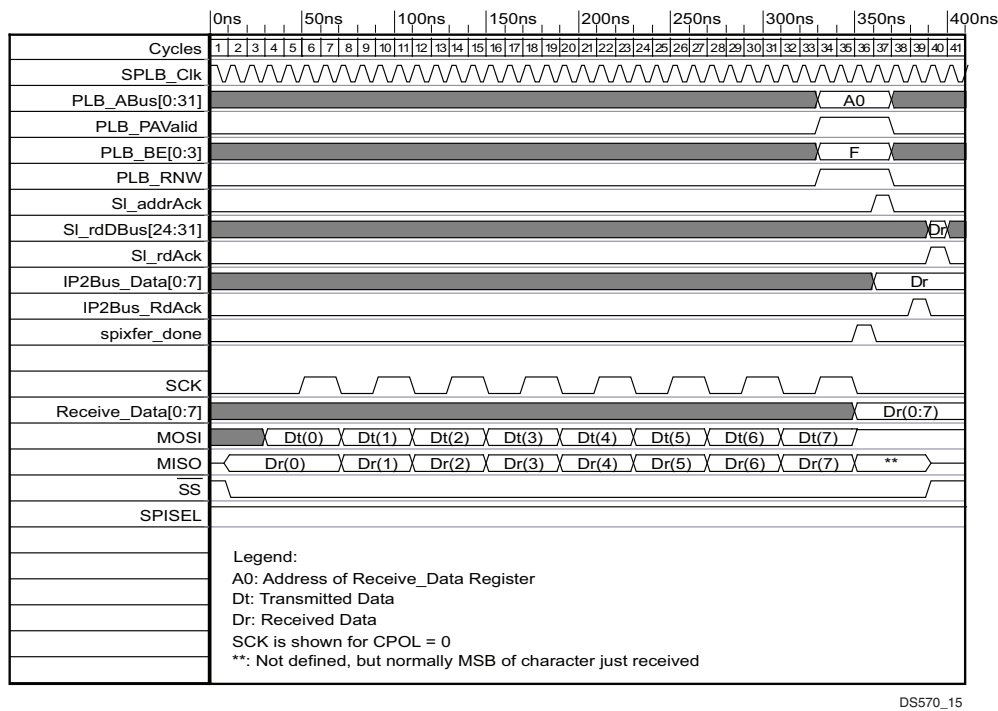 0ns 50ns 100ns 150ns 200ns 250ns 300ns 350ns 400ns
Cycles 1 2 3 4 5 6 7 8 9 10 11 12 13 14 15 16 17 18 19 20 21 22 23 24 25 26 27 28 29 30 31 32 33 34 35 36 37 38 39 40 41
SPLB_Clk
PLB_ABus[0:31] A0
PLB_PAValid
PLB_BE[0:3] F
PLB_RNW
Sl_addrAck
Sl_rdDBus[24:31] Dr
Sl_rdAck
IP2Bus_Data[0:7] Dr
IP2Bus_RdAck
spixfer_done
SCK
Receive_Data[0:7] Dr(0:7)
MOSI Dt(0) Dt(1) Dt(2) Dt(3) Dt(4) Dt(5) Dt(6) Dt(7)
MISO Dr(0) Dr(1) Dr(2) Dr(3) Dr(4) Dr(5) Dr(6) Dr(7) **
SS
SPISEL
Legend:
A0: Address of Receive_Data Register
Dt: Transmitted Data
Dr: Received Data
SCK is shown for CPOL = 0
**: Not defined, but normally MSB of character just received
DS570_15